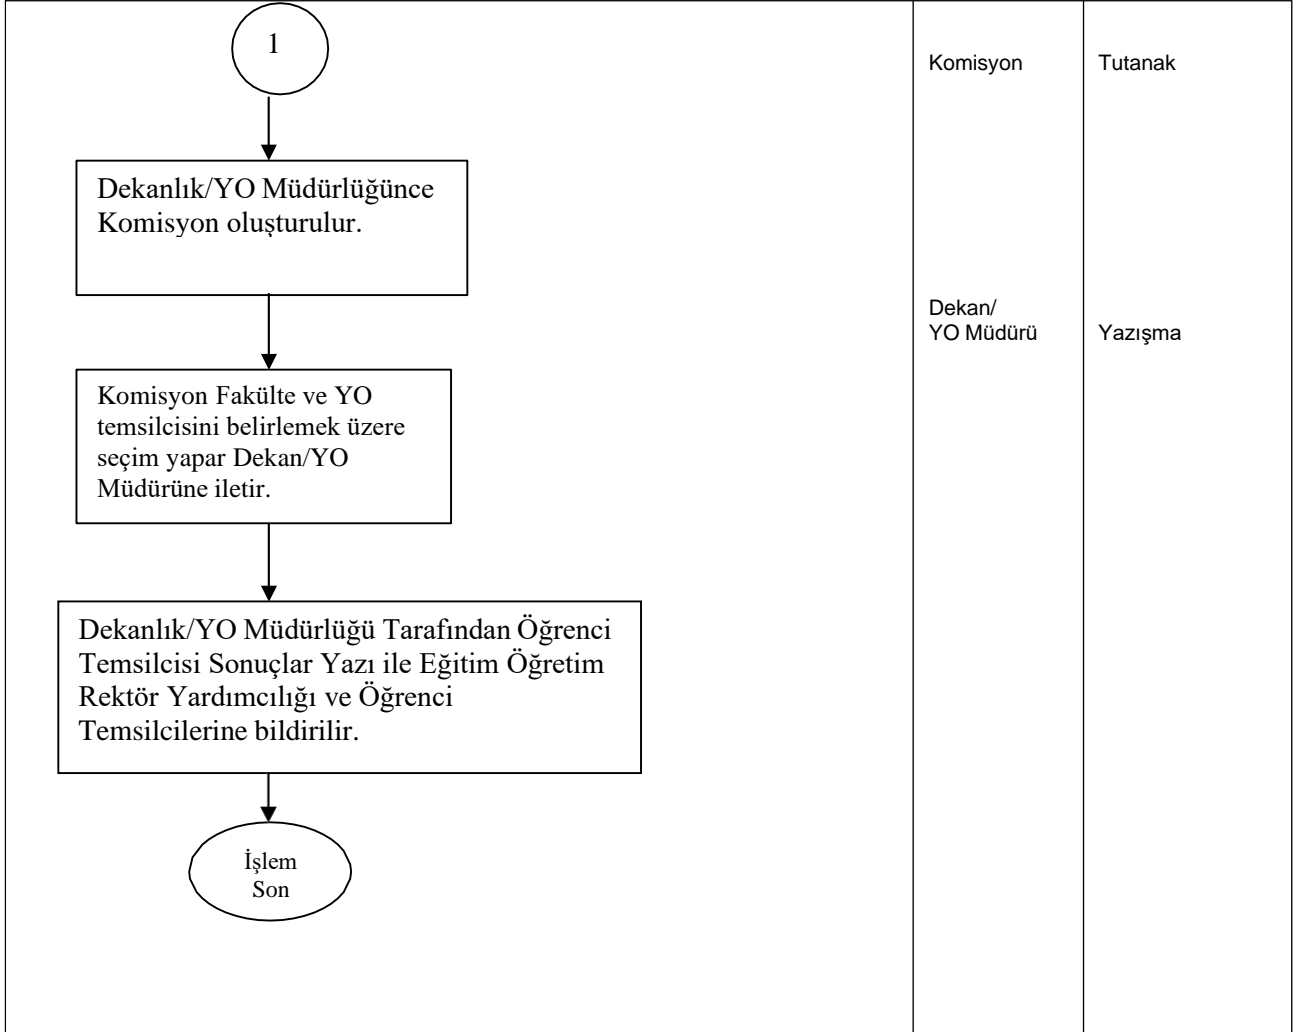 1
Komisyon
Tutanak
Dekanlık/YO Müdürlüğünce
Komisyon oluşturulur.
Dekan/
YO Müdürü
Yazışma
Komisyon Fakülte ve YO
temsilcisini belirlemek üzere
seçim yapar Dekan/YO
Müdürüne iletir.
Dekanlık/YO Müdürlüğü Tarafından Öğrenci
Temsilcisi Sonuçlar Yazı ile Eğitim Öğretim
Rektör Yardımcılığı ve Öğrenci
Temsilcilerine bildirilir.
İşlem
Son